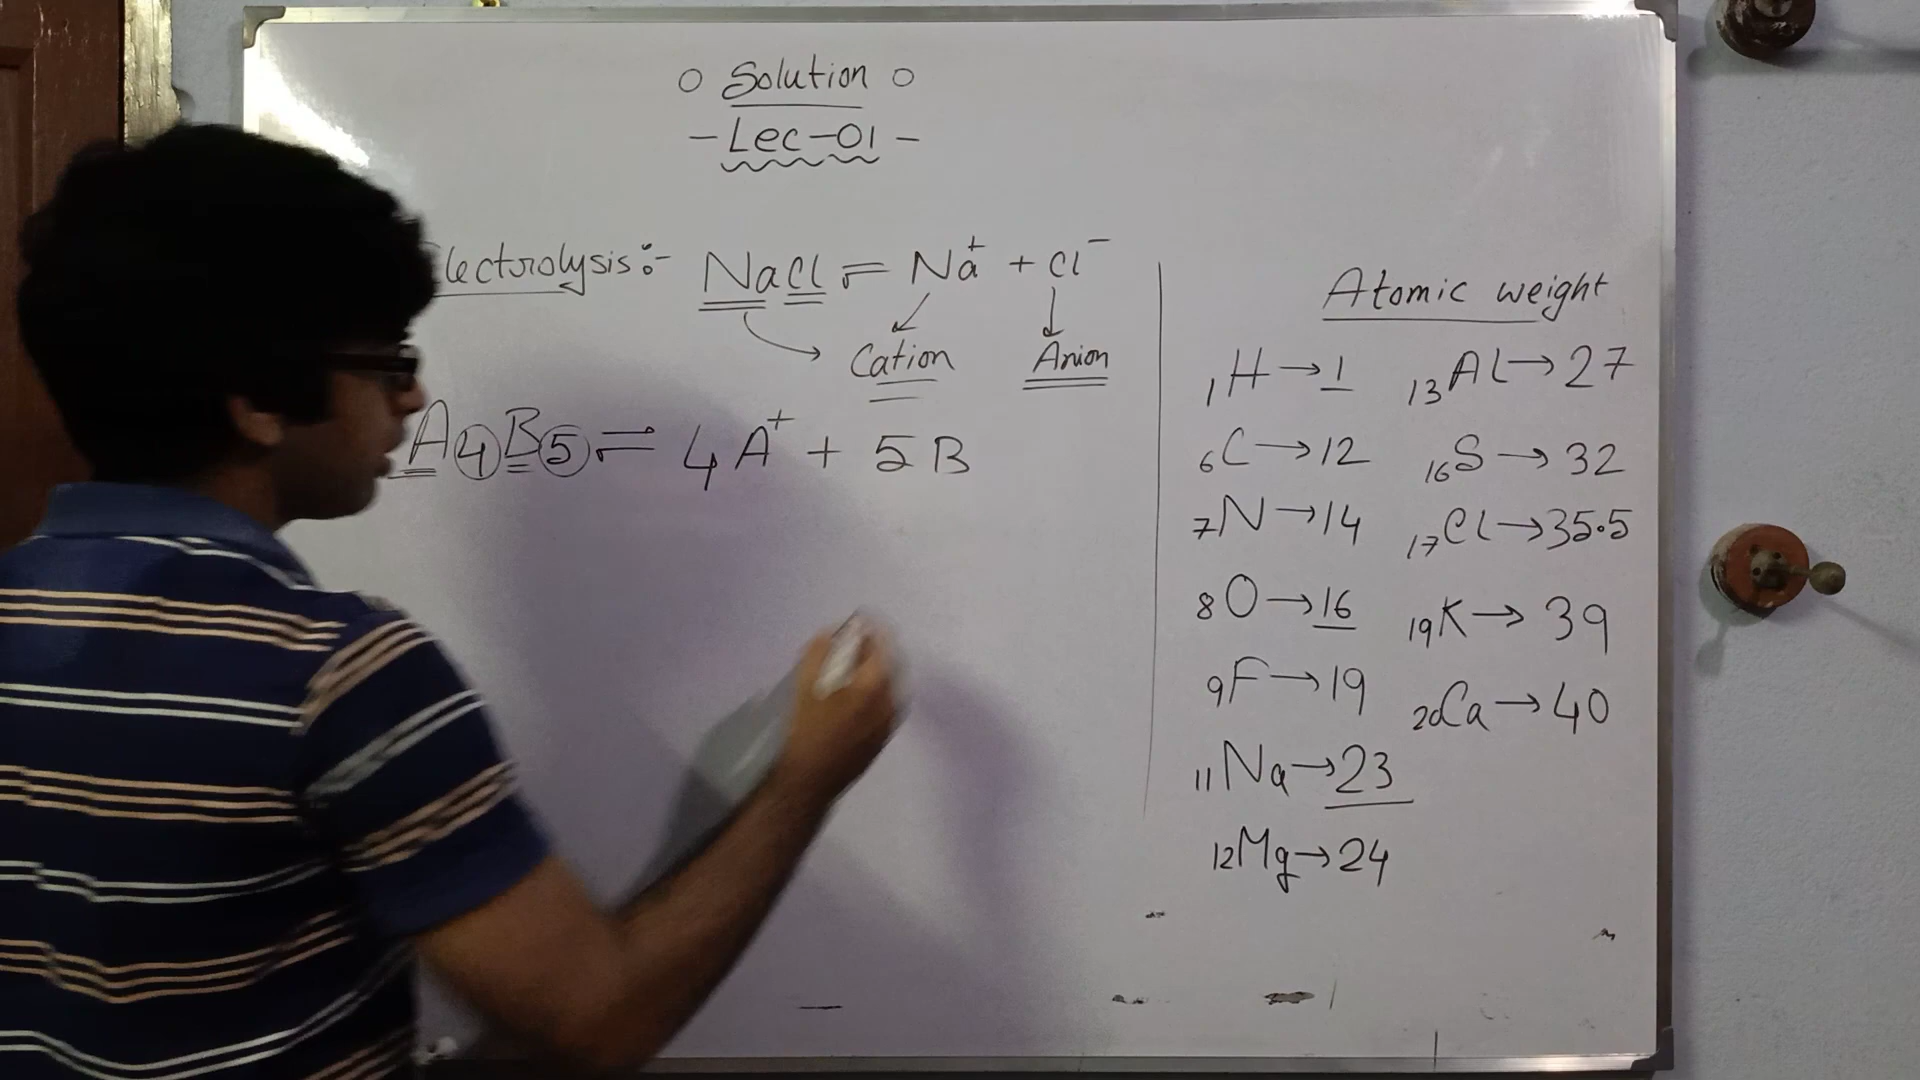 Solution
- Lec-01 -
lectrolysis:- NaCl ⇌ Na⁺ + Cl⁻
Cation Anion
A₄B₅ ⇌ 4A⁺ + 5B
Atomic weight
₁H → 1 ₁₃Al → 27
₆C → 12 ₁₆S → 32
₇N → 14 ₁₇Cl → 35.5
₈O → 16 ₁₉K → 39
₉F → 19 ₂₀Ca → 40
₁₁Na → 23
₁₂Mg → 24